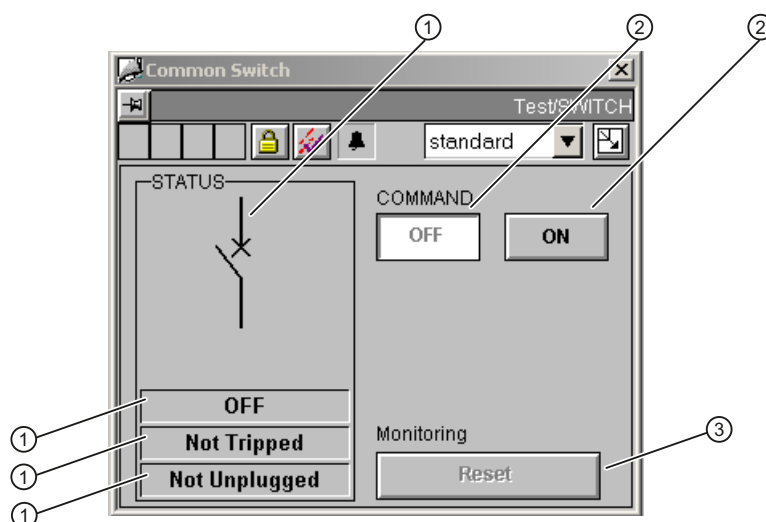 ① ② ②
Common Switch
Test/SWITCH
standard
STATUS
COMMAND
OFF ON
OFF
①
Not Tripped
①
Not Unplugged
①
Monitoring
③
Reset